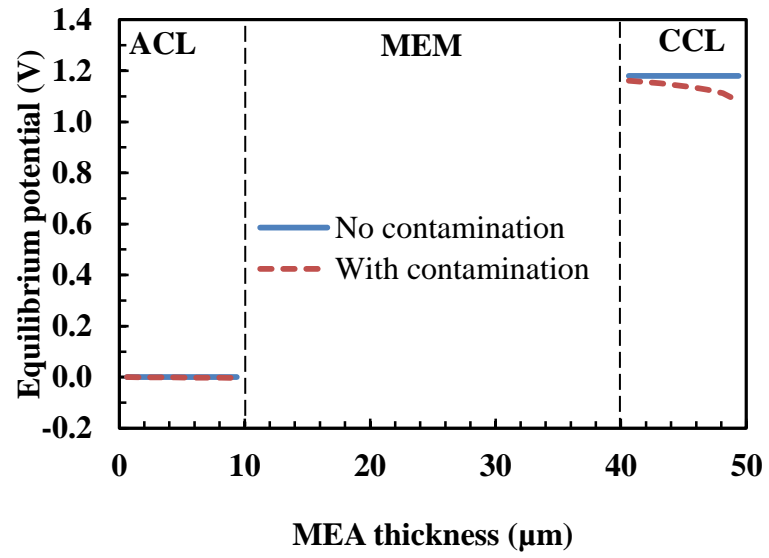 Equilibrium potential (V)
1.4
1.2
1.0
0.8
0.6
0.4
0.2
0.0
-0.2
ACL
MEM
CCL
No contamination
With contamination
0
10
20
30
40
50
MEA thickness (µm)